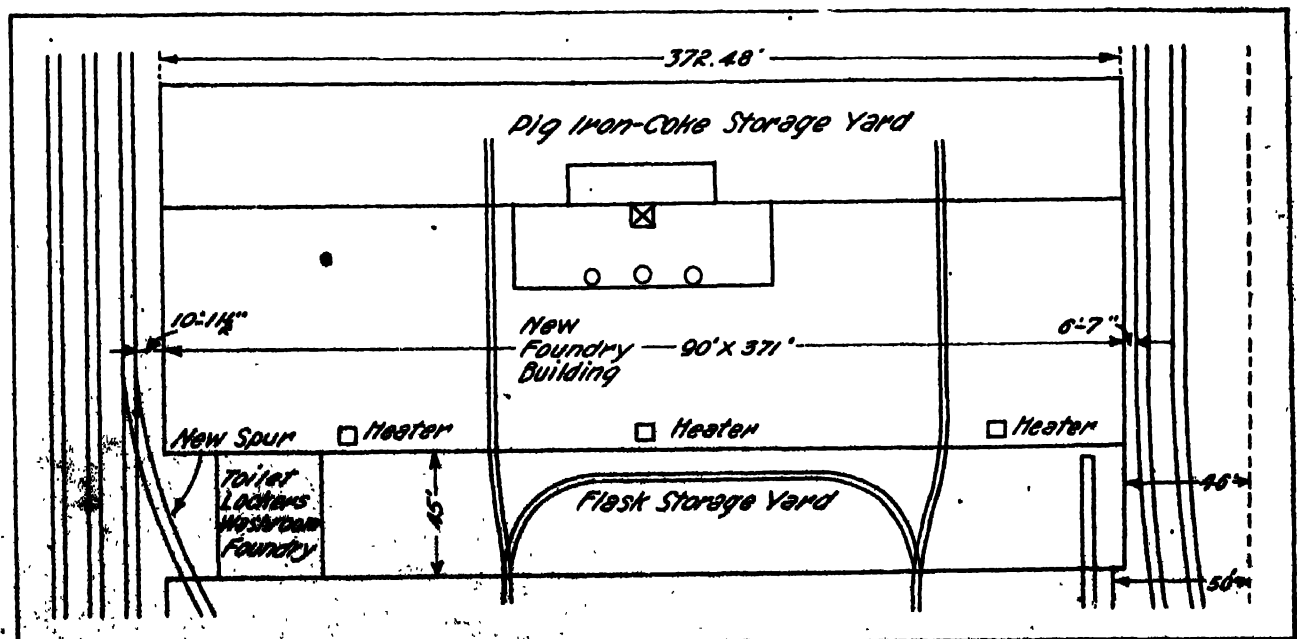 372.48'
Pig Iron-Coke Storage Yard
10'-1½"
6'-7"
New
Foundry
Building
90' X 371'
New Spur
Heater
Heater
Heater
Toilet
Lockers
Washroom
Foundry
45'
Flask Storage Yard
46'
50'